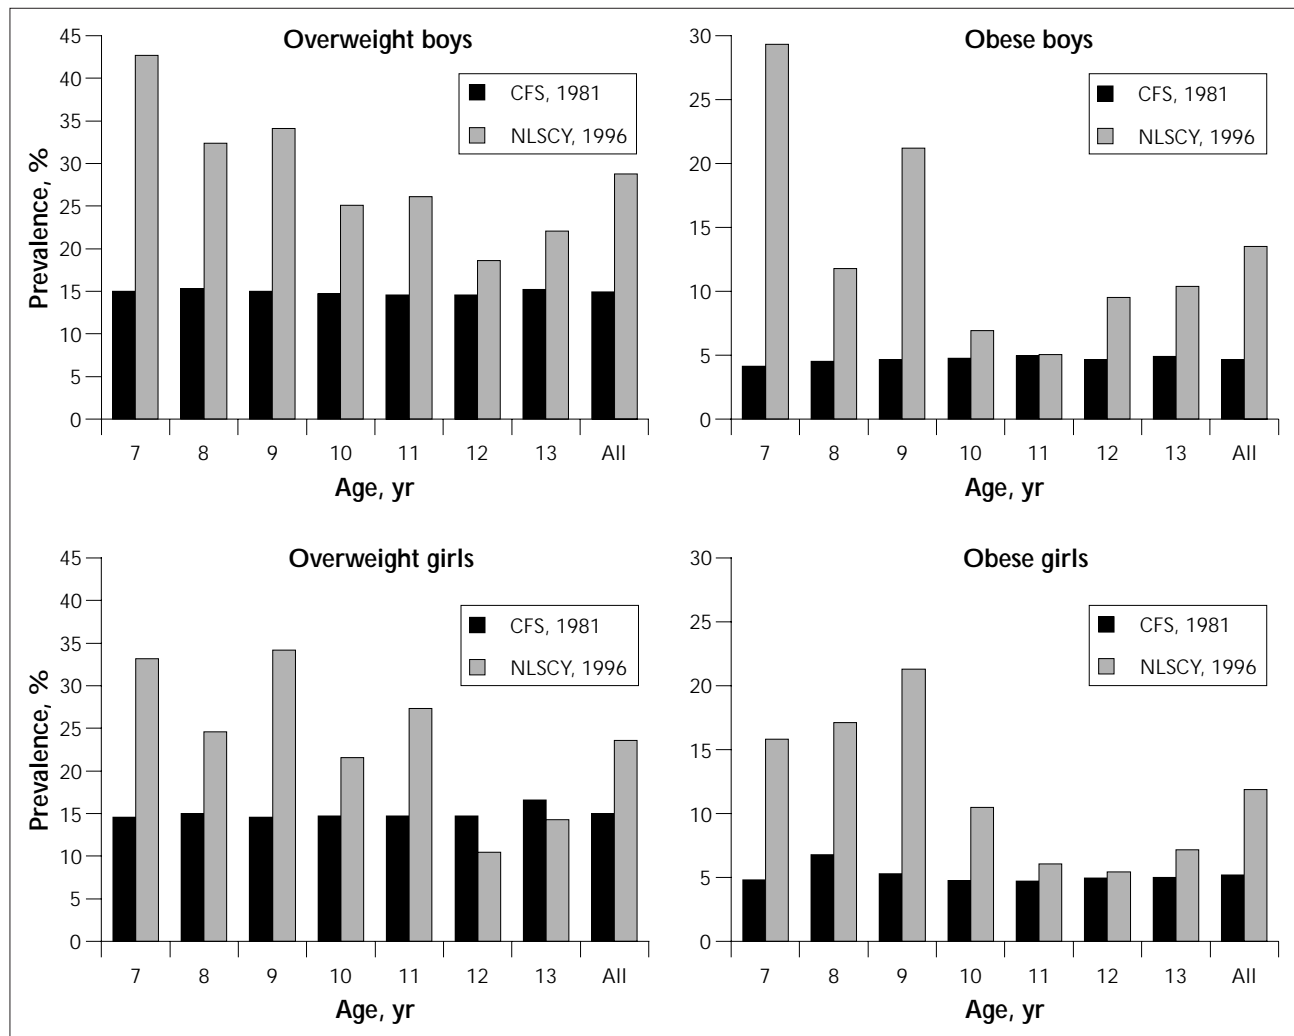 Overweight boys
45
40
35
30
25
20
15
10
5
0
Prevalence, %
CFS, 1981
NLSCY, 1996
7 8 9 10 11 12 13 All
Age, yr
Obese boys
30
25
20
15
10
5
0
CFS, 1981
NLSCY, 1996
7 8 9 10 11 12 13 All
Age, yr
Overweight girls
45
40
35
30
25
20
15
10
5
0
Prevalence, %
CFS, 1981
NLSCY, 1996
7 8 9 10 11 12 13 All
Age, yr
Obese girls
30
25
20
15
10
5
0
CFS, 1981
NLSCY, 1996
7 8 9 10 11 12 13 All
Age, yr